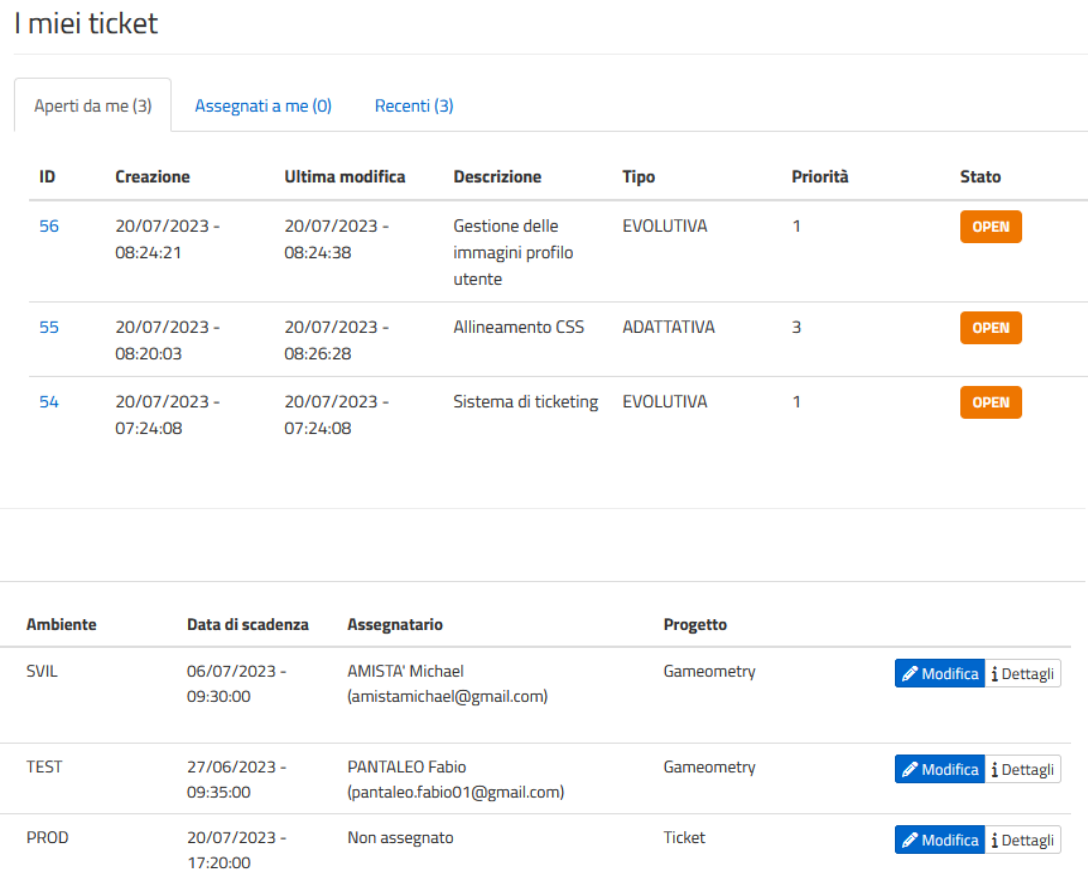 I miei ticket
Aperti da me (3) Assegnati a me (0) Recenti (3)
ID Creazione Ultima modifica Descrizione Tipo Priorità Stato
56 20/07/2023 - 20/07/2023 - Gestione delle EVOLUTIVA 1 OPEN
08:24:21 08:24:38 immagini profilo
utente
55 20/07/2023 - 20/07/2023 - Allineamento CSS ADATTATIVA 3 OPEN
08:20:03 08:26:28
54 20/07/2023 - 20/07/2023 - Sistema di ticketing EVOLUTIVA 1 OPEN
07:24:08 07:24:08
Ambiente Data di scadenza Assegnatario Progetto
SVIL 06/07/2023 - AMISTA' Michael Gameometry Modifica Dettagli
09:30:00 (amistamichael@gmail.com)
TEST 27/06/2023 - PANTALEO Fabio Gameometry Modifica Dettagli
09:35:00 (pantaleo.fabio01@gmail.com)
PROD 20/07/2023 - Non assegnato Ticket Modifica Dettagli
17:20:00